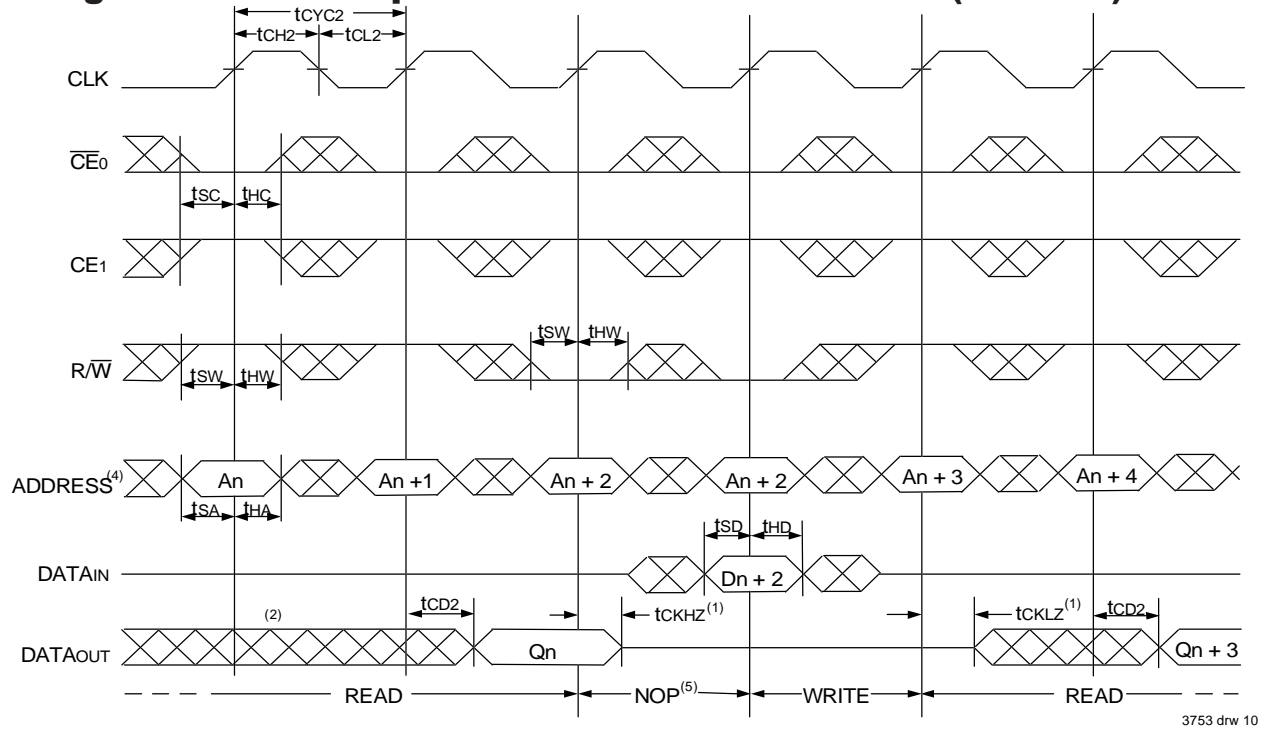 tCYC2
tCH2 tCL2
CLK
CE0
tSC tHC
CE1
tSW tHW
R/W
tSW tHW
ADDRESS(4) An An +1 An + 2 An + 2 An + 3 An + 4
tSA tHA
tSD tHD
DATAIN Dn + 2
tCD2 tCKHZ(1) tCKLZ(1) tCD2
(2)
DATAOUT Qn Qn + 3
READ NOP(5) WRITE READ
3753 drw 10